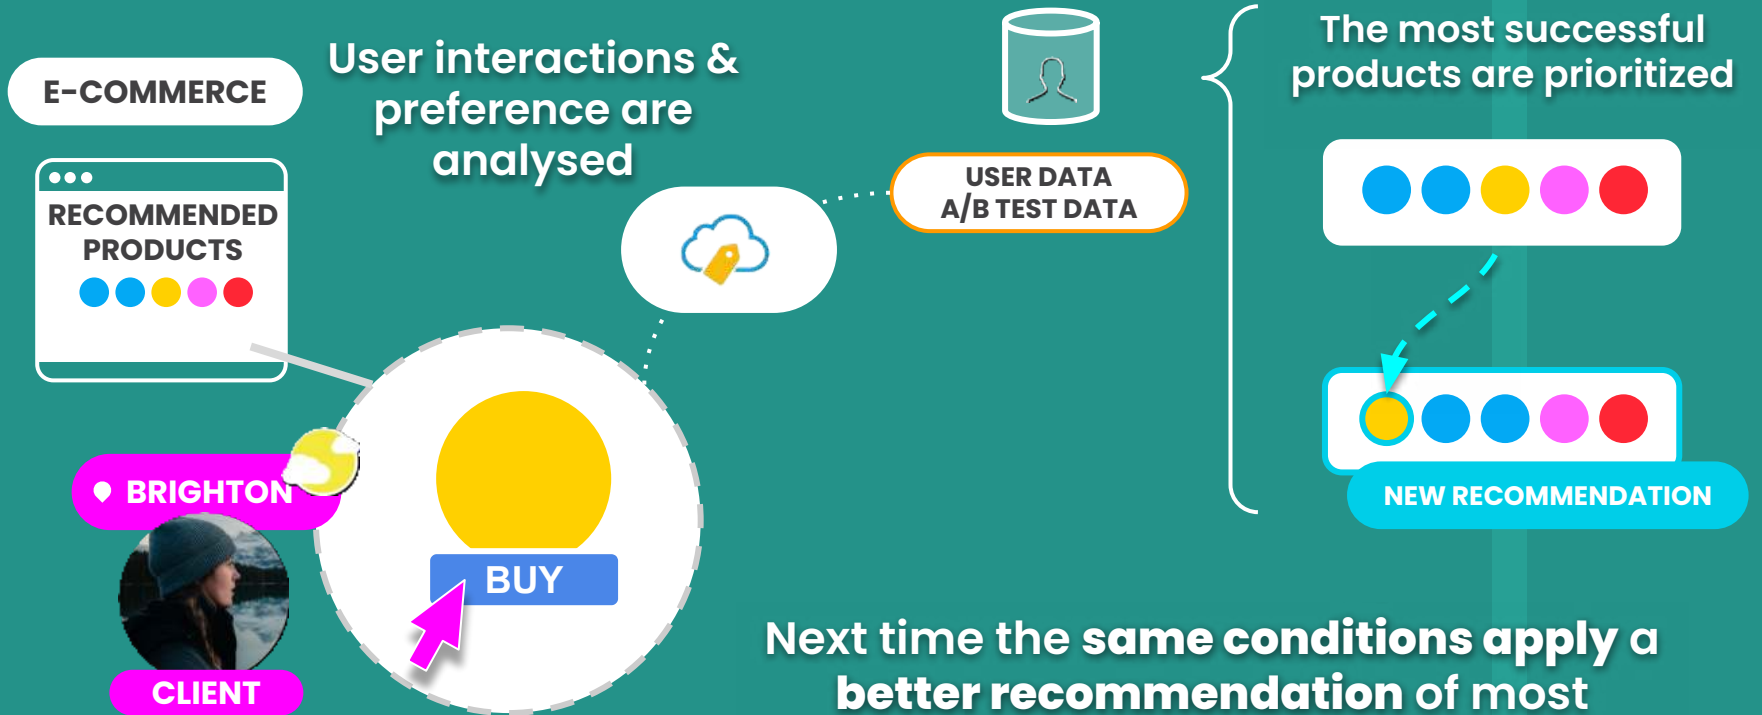 E-COMMERCE
User interactions &
preference are
analysed
RECOMMENDED
PRODUCTS
BRIGHTON
CLIENT
BUY
USER DATA
A/B TEST DATA
The most successful
products are prioritized
NEW RECOMMENDATION
Next time the same conditions apply a
better recommendation of most